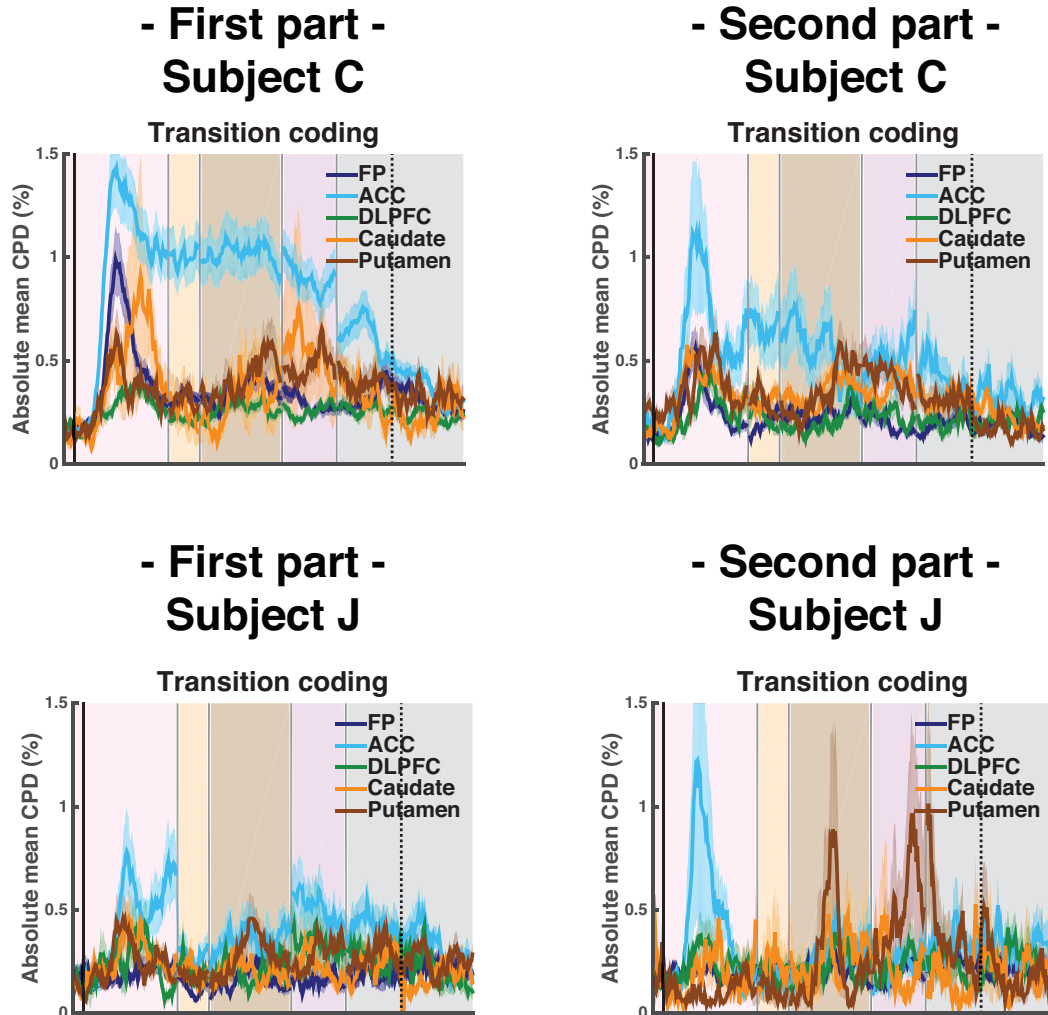 - First part -
Subject C
Transition coding
Absolute mean CPD (%)
1.5
1
0.5
0
FP
ACC
DLPFC
Caudate
Putamen
- Second part -
Subject C
Transition coding
Absolute mean CPD (%)
1.5
1
0.5
0
FP
ACC
DLPFC
Caudate
Putamen
- First part -
Subject J
Transition coding
Absolute mean CPD (%)
1.5
1
0.5
0
FP
ACC
DLPFC
Caudate
Putamen
- Second part -
Subject J
Transition coding
Absolute mean CPD (%)
1.5
1
0.5
0
FP
ACC
DLPFC
Caudate
Putamen